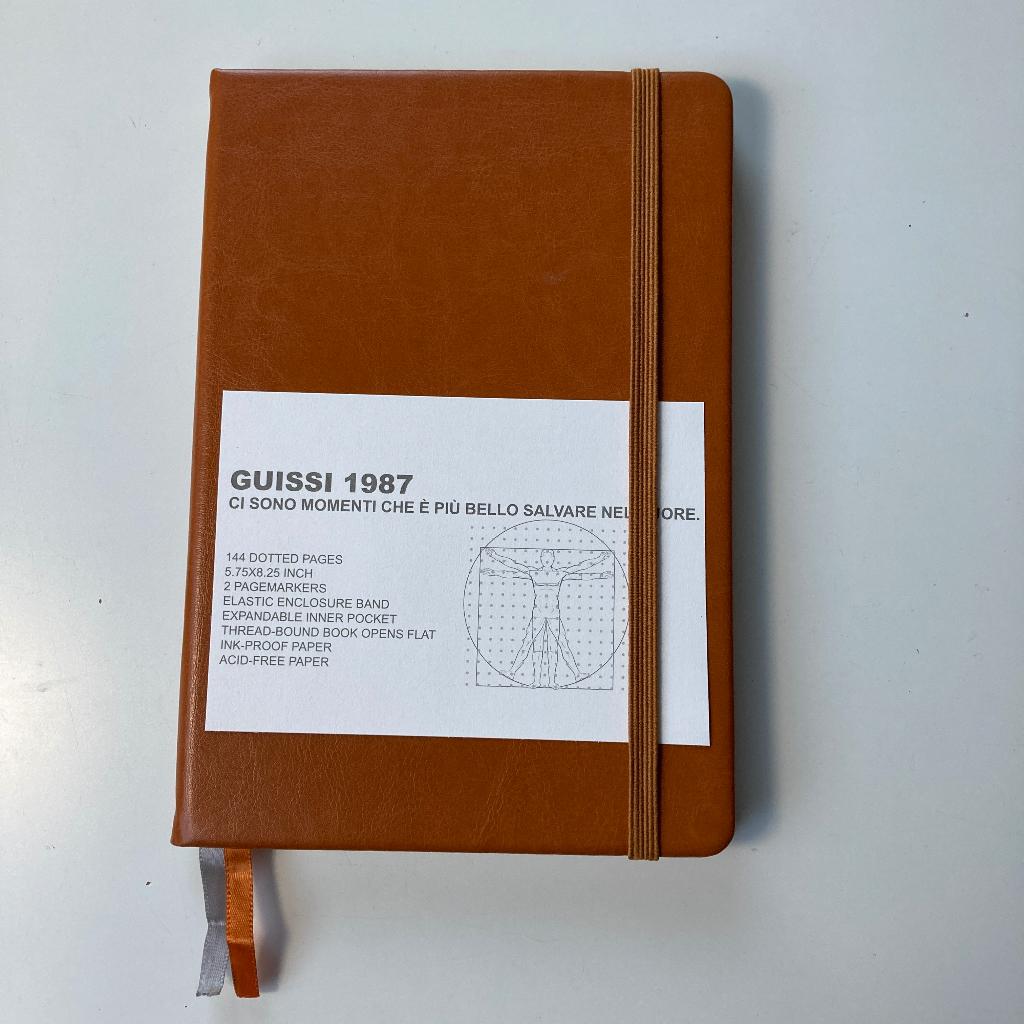 GUISSI 1987
CI SONO MOMENTI CHE È PIÙ BELLO SALVARE NEL
144 DOTTED PAGES
5.75X8.25 INCH
2 PAGEMARKERS
ELASTIC ENCLOSURE BAND
EXPANDABLE INNER POCKET
THREAD-BOUND BOOK OPENS FLAT
INK-PROOF PAPER
ACID-FREE PAPER